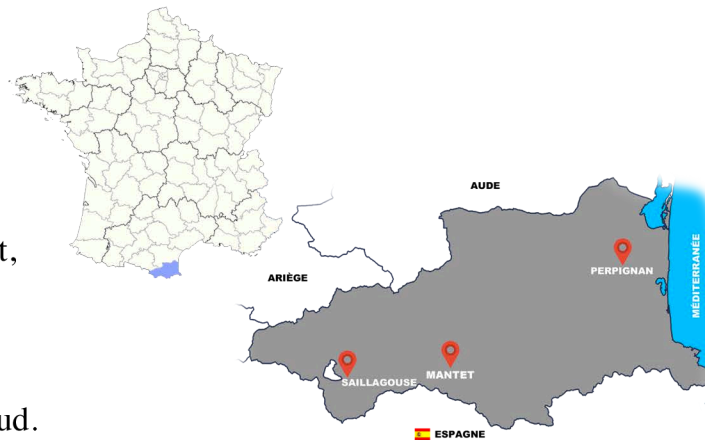 AUDE
t,
PERPIGNAN
ARIÈGE
MÉDITERRANÉE
MANTET
SAILLAGOUSE
ud.
ESPAGNE